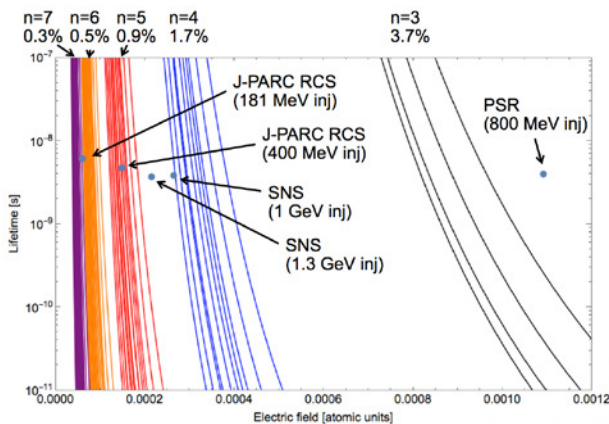 n=7 n=6 n=5 n=4 n=3
0.3% 0.5% 0.9% 1.7% 3.7%
10⁻⁷
J-PARC RCS
(181 MeV inj)
PSR
(800 MeV inj)
10⁻⁸
J-PARC RCS
(400 MeV inj)
SNS
(1 GeV inj)
Lifetime [s]
10⁻⁹
SNS
(1.3 GeV inj)
10⁻¹⁰
10⁻¹¹
0.0000 0.0002 0.0004 0.0006 0.0008 0.0010 0.0012
Electric field [atomic units]